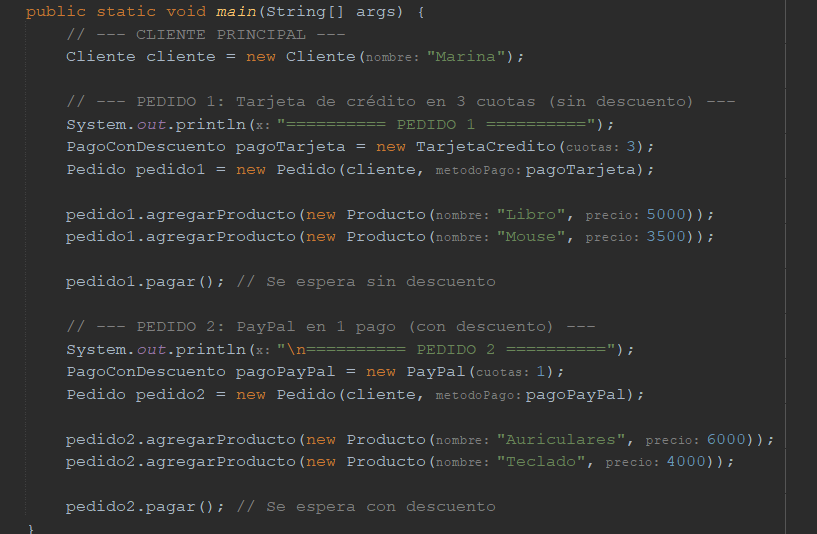 public static void main(String[] args) {
// --- CLIENTE PRINCIPAL ---
Cliente cliente = new Cliente(nombre: "Marina");
// --- PEDIDO 1: Tarjeta de crédito en 3 cuotas (sin descuento) ---
System.out.println(x: "========== PEDIDO 1 ==========");
PagoConDescuento pagoTarjeta = new TarjetaCredito(cuotas: 3);
Pedido pedido1 = new Pedido(cliente, metodoPago: pagoTarjeta);
pedido1.agregarProducto(new Producto(nombre: "Libro", precio: 5000));
pedido1.agregarProducto(new Producto(nombre: "Mouse", precio: 3500));
pedido1.pagar(); // Se espera sin descuento
// --- PEDIDO 2: PayPal en 1 pago (con descuento) ---
System.out.println(x: "\n========== PEDIDO 2 ==========");
PagoConDescuento pagoPayPal = new PayPal(cuotas: 1);
Pedido pedido2 = new Pedido(cliente, metodoPago: pagoPayPal);
pedido2.agregarProducto(new Producto(nombre: "Auriculares", precio: 6000));
pedido2.agregarProducto(new Producto(nombre: "Teclado", precio: 4000));
pedido2.pagar(); // Se espera con descuento
}